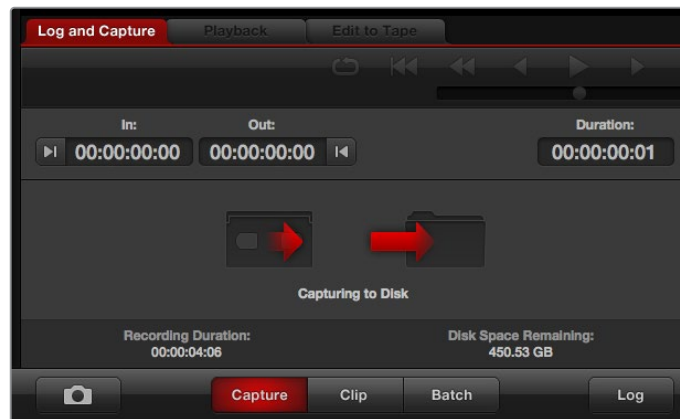 Log and Capture Playback Edit to Tape
In: Out: Duration:
00:00:00:00 00:00:00:00 00:00:00:01
Capturing to Disk
Recording Duration: Disk Space Remaining:
00:00:04:06 450.53 GB
Capture Clip Batch Log